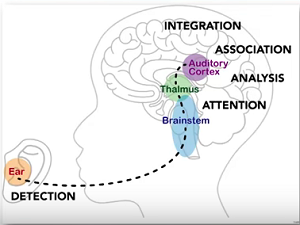 INTEGRATION
ASSOCIATION
Auditory
Cortex
ANALYSIS
Thalmus
ATTENTION
Brainstem
Ear
DETECTION